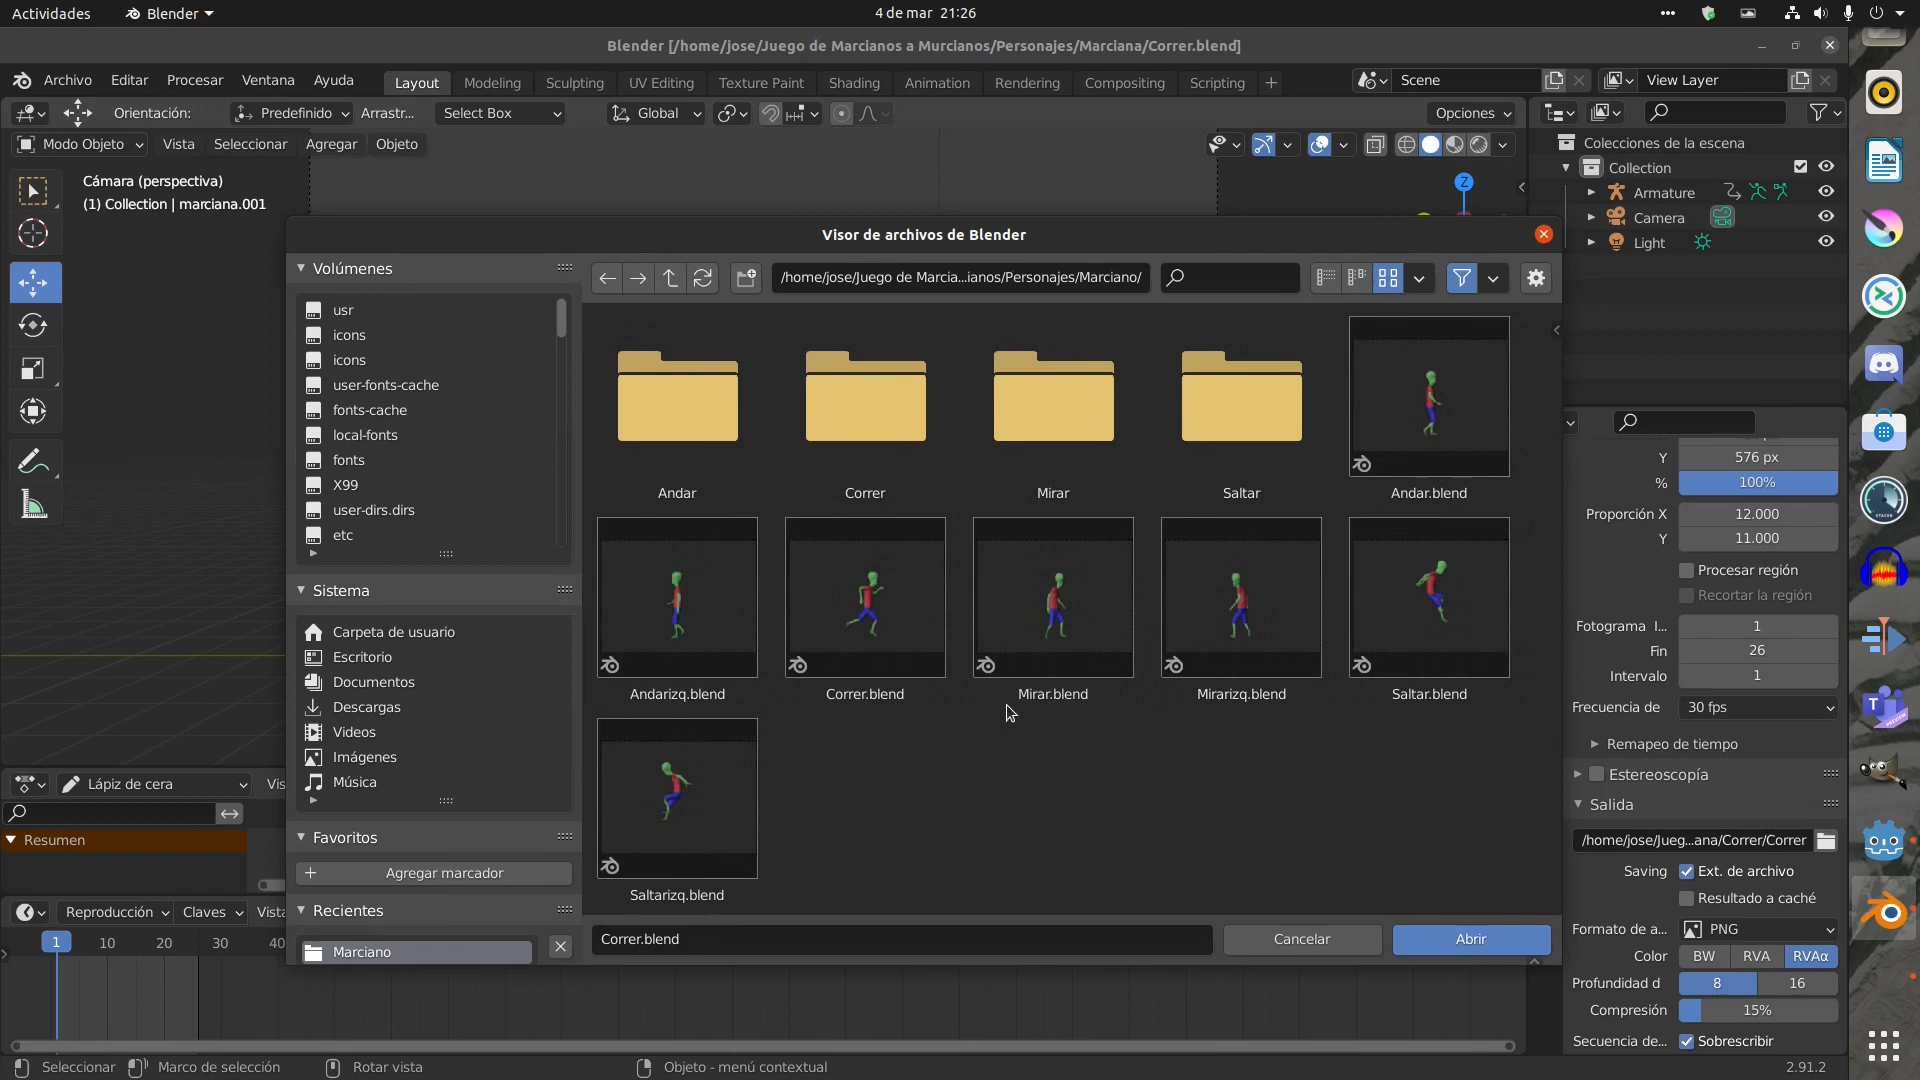 Actividades
Blender
4 de mar 21:26
Blender [/home/jose/Juego de Marcianos a Murcianos/Personajes/Marciana/Correr.blend]
Archivo Editar Procesar Ventana Ayuda
Layout Modeling Sculpting UV Editing Texture Paint Shading Animation Rendering Compositing Scripting +
Scene
View Layer
Orientación: Predefinido Arrastr... Select Box
Global
Opciones
Modo Objeto Vista Seleccionar Agregar Objeto
Cámara (perspectiva)
(1) Collection | marciana.001
Z
Colecciones de la escena
Collection
Armature
Camera
Light
Visor de archivos de Blender
Volúmenes
/home/jose/Juego de Marcia...ianos/Personajes/Marciano/
usr
icons
icons
user-fonts-cache
fonts-cache
local-fonts
fonts
X99
user-dirs.dirs
etc
Sistema
Carpeta de usuario
Escritorio
Documentos
Descargas
Videos
Imágenes
Música
Favoritos
Agregar marcador
Recientes
Marciano
Andar
Correr
Mirar
Saltar
Andar.blend
Andarizq.blend
Correr.blend
Mirar.blend
Mirarizq.blend
Saltar.blend
Saltarizq.blend
Correr.blend
Cancelar
Abrir
Y 576 px
% 100%
Proporción X 12.000
Y 11.000
Procesar región
Recortar la región
Fotograma I... 1
Fin 26
Intervalo 1
Frecuencia de 30 fps
Remapeo de tiempo
Estereoscopía
Salida
/home/jose/Jueg...ana/Correr/Correr
Saving Ext. de archivo
Resultado a caché
Formato de a... PNG
Color BW RVA RVAα
Profundidad d 8 16
Compresión 15%
Secuencia de... Sobrescribir
Lápiz de cera
Vis
Resumen
Reproducción Claves Vista
1 10 20 30 40
Seleccionar
Marco de selección
Rotar vista
Objeto - menú contextual
2.91.2